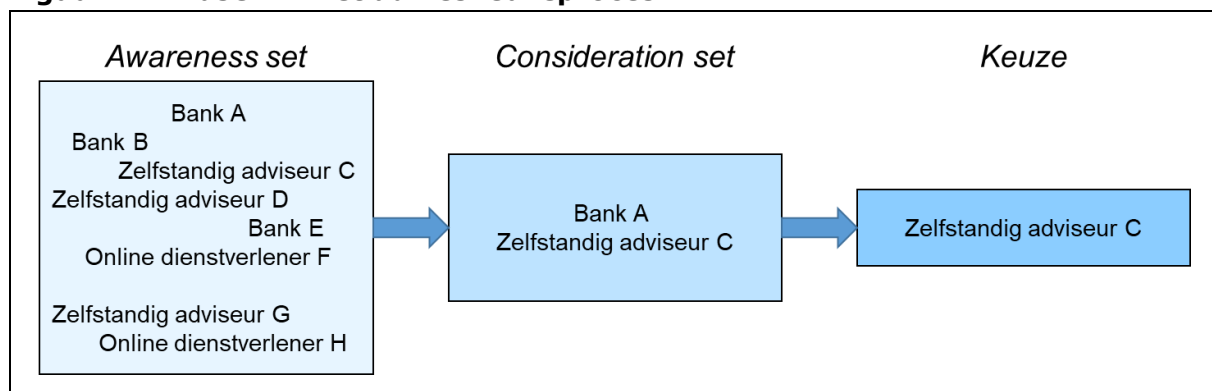 Awareness set
Bank A
Bank B
Zelfstandig adviseur C
Zelfstandig adviseur D
Bank E
Online dienstverlener F
Zelfstandig adviseur G
Online dienstverlener H
Consideration set
Bank A
Zelfstandig adviseur C
Keuze
Zelfstandig adviseur C